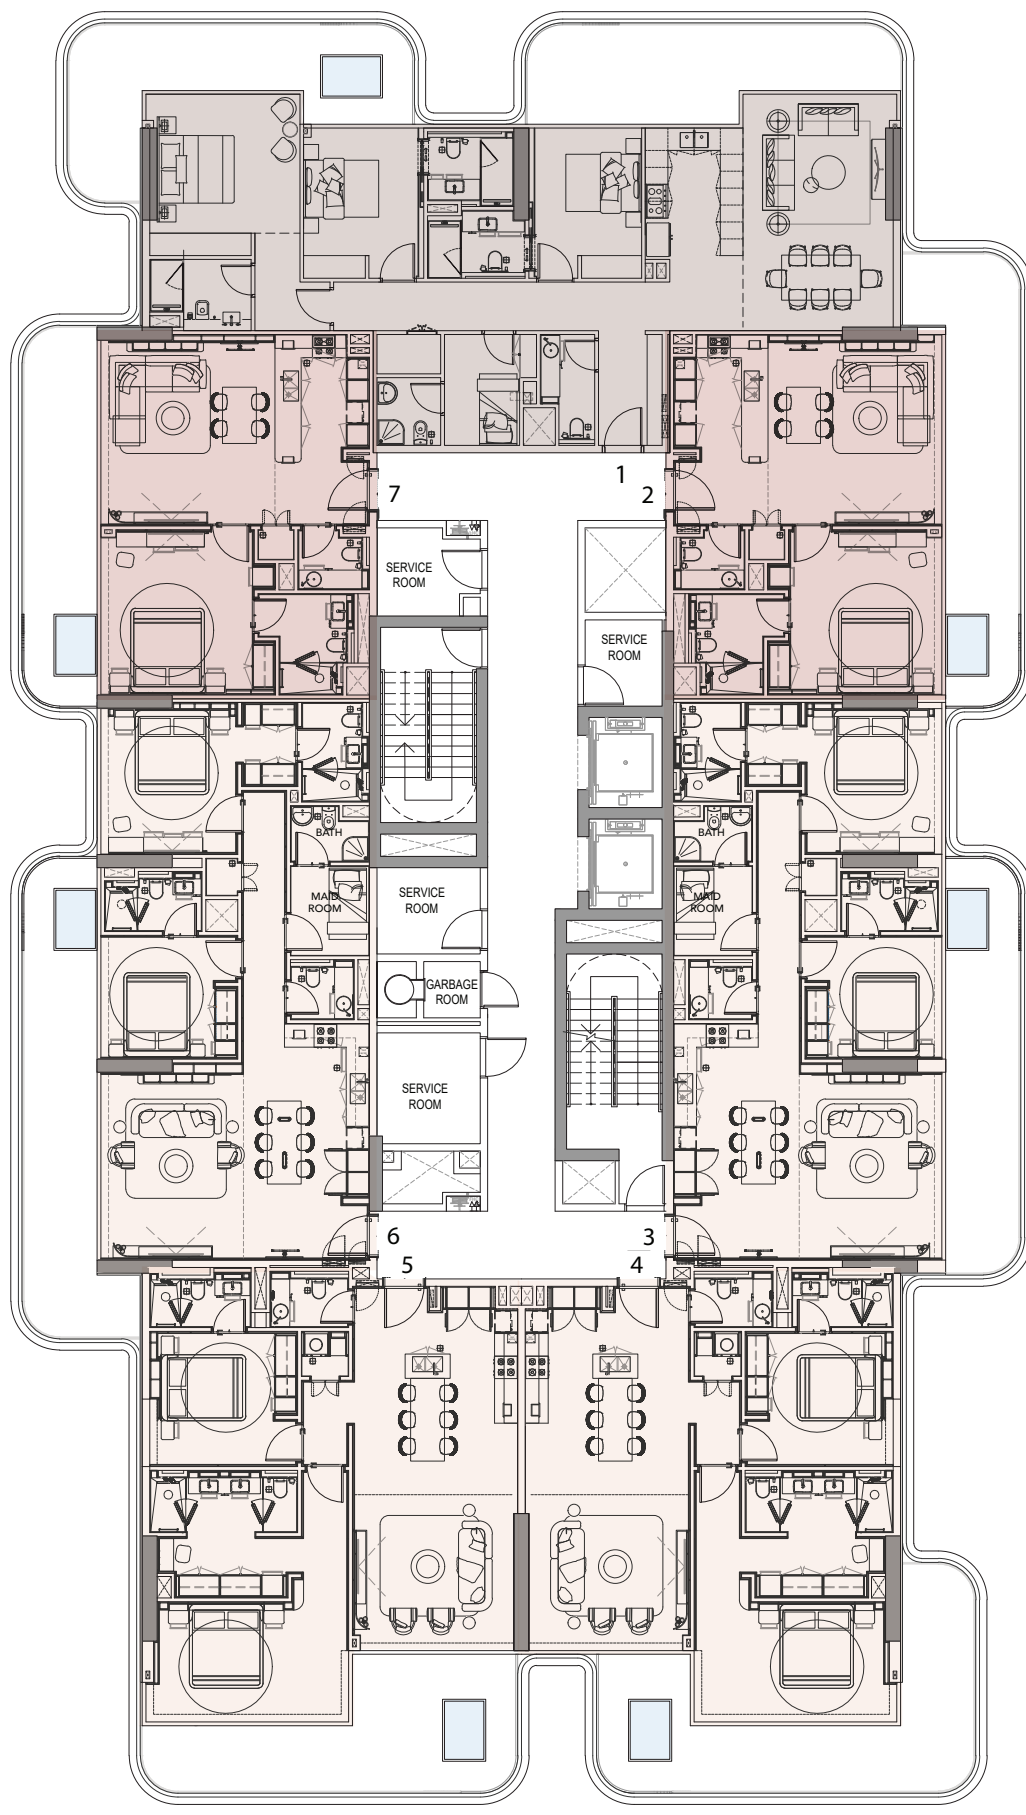 1
7
2
SERVICE
ROOM
SERVICE
ROOM
BATH
BATH
MAID
ROOM
SERVICE
ROOM
MAID
ROOM
GARBAGE
ROOM
SERVICE
ROOM
6
3
5
4